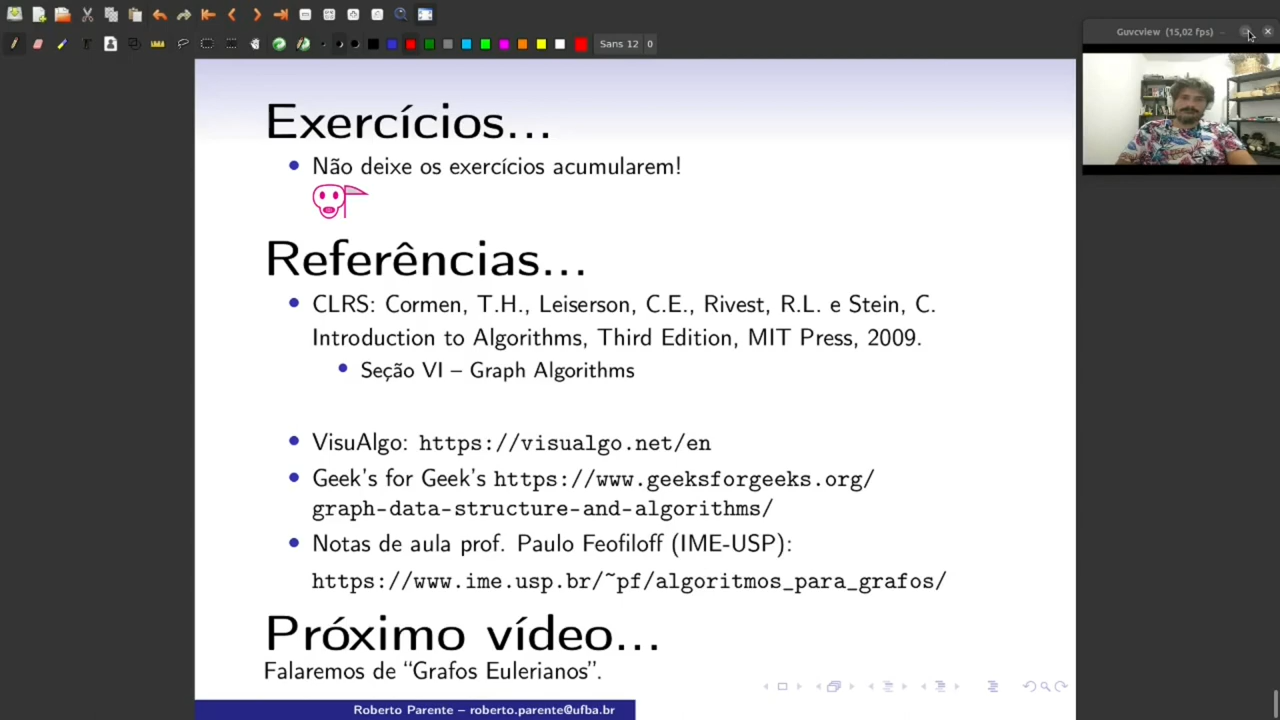 Sans 12 0
Guvcview (15,02 fps)
Exercícios...
Não deixe os exercícios acumularem!
Referências...
CLRS: Cormen, T.H., Leiserson, C.E., Rivest, R.L. e Stein, C.
Introduction to Algorithms, Third Edition, MIT Press, 2009.
Seção VI – Graph Algorithms
VisuAlgo: https://visualgo.net/en
Geek's for Geek's https://www.geeksforgeeks.org/
graph-data-structure-and-algorithms/
Notas de aula prof. Paulo Feofiloff (IME-USP):
https://www.ime.usp.br/~pf/algoritmos_para_grafos/
Próximo vídeo...
Falaremos de “Grafos Eulerianos”.
Roberto Parente – roberto.parente@ufba.br